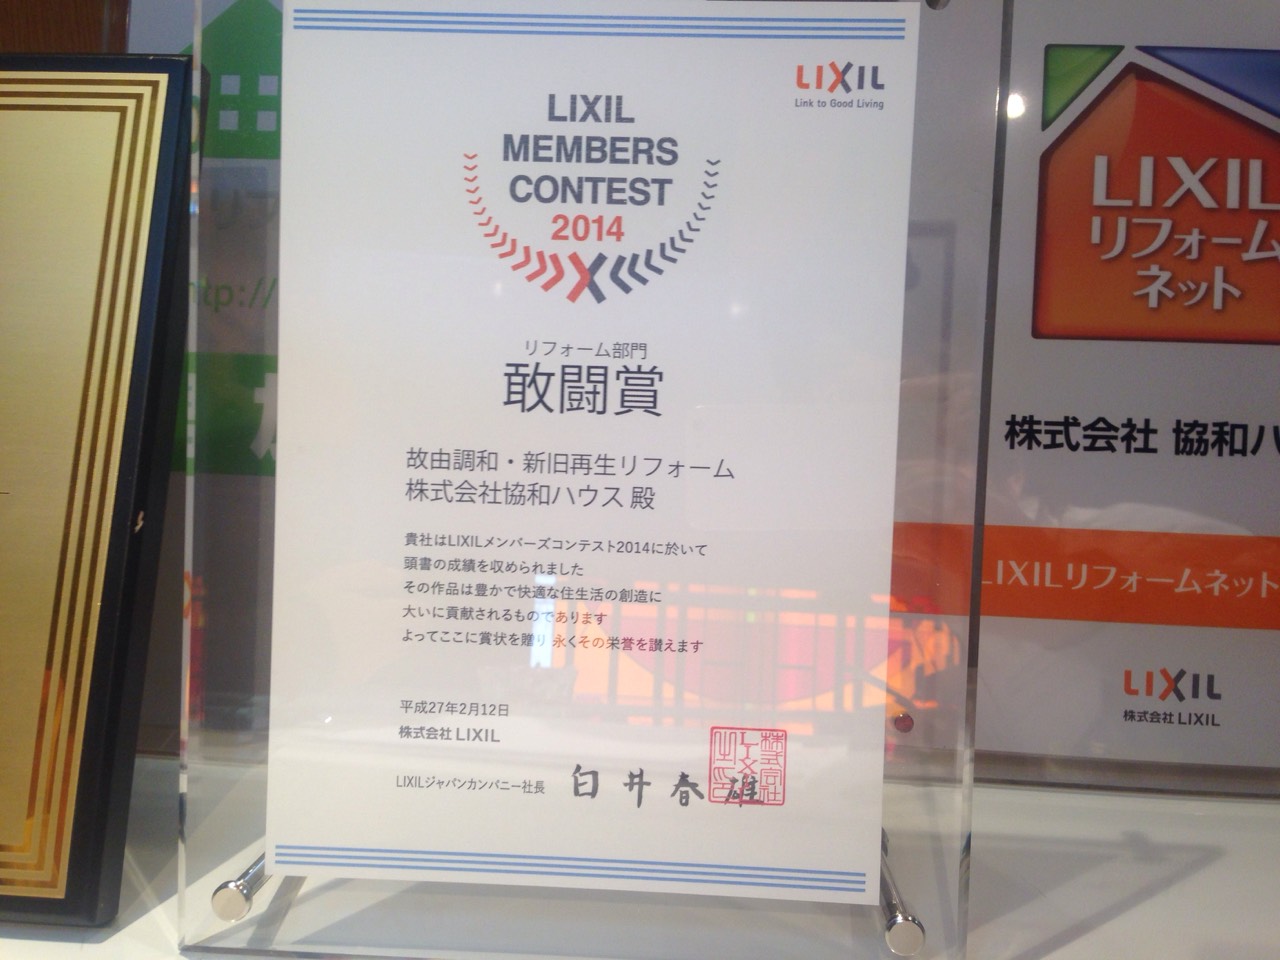 LIXIL
Link to Good Living
LIXIL
MEMBERS
CONTEST
2014
リフォーム部門
敢闘賞
故由調和・新旧再生リフォーム
株式会社協和ハウス 殿
貴社はLIXILメンバーズコンテスト2014に於いて
頭書の成績を収められました
その作品は豊かで快適な住生活の創造に
大いに貢献されるものであります
よってここに賞状を贈り 永くその栄誉を讃えます
平成27年2月12日
株式会社 LIXIL
LIXILジャパンカンパニー社長 白井春雄
LIXIL
リフォーム
ネット
株式会社 協和ハ
LIXILリフォームネット
LIXIL
株式会社 LIXIL
tp://